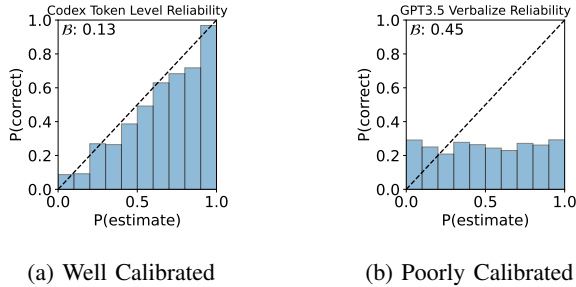 Codex Token Level Reliability
ℬ: 0.13
1.0
0.8
0.6
0.4
0.2
0.0
P(correct)
0.0 0.5 1.0
P(estimate)
(a) Well Calibrated
GPT3.5 Verbalize Reliability
ℬ: 0.45
1.0
0.8
0.6
0.4
0.2
0.0
P(correct)
0.0 0.5 1.0
P(estimate)
(b) Poorly Calibrated